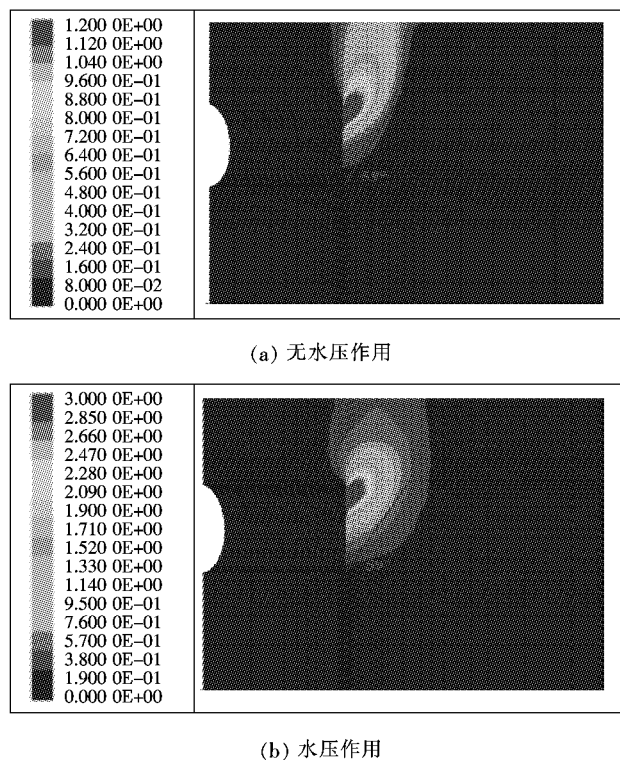 1.200 0E+00
1.120 0E+00
1.040 0E+00
9.600 0E−01
8.800 0E−01
8.000 0E−01
7.200 0E−01
6.400 0E−01
5.600 0E−01
4.800 0E−01
4.000 0E−01
3.200 0E−01
2.400 0E−01
1.600 0E−01
8.000 0E−02
0.000 0E+00
(a) 无水压作用
3.000 0E+00
2.850 0E+00
2.660 0E+00
2.470 0E+00
2.280 0E+00
2.090 0E+00
1.900 0E+00
1.710 0E+00
1.520 0E+00
1.330 0E+00
1.140 0E+00
9.500 0E−01
7.600 0E−01
5.700 0E−01
3.800 0E−01
1.900 0E−01
0.000 0E+00
(b) 水压作用